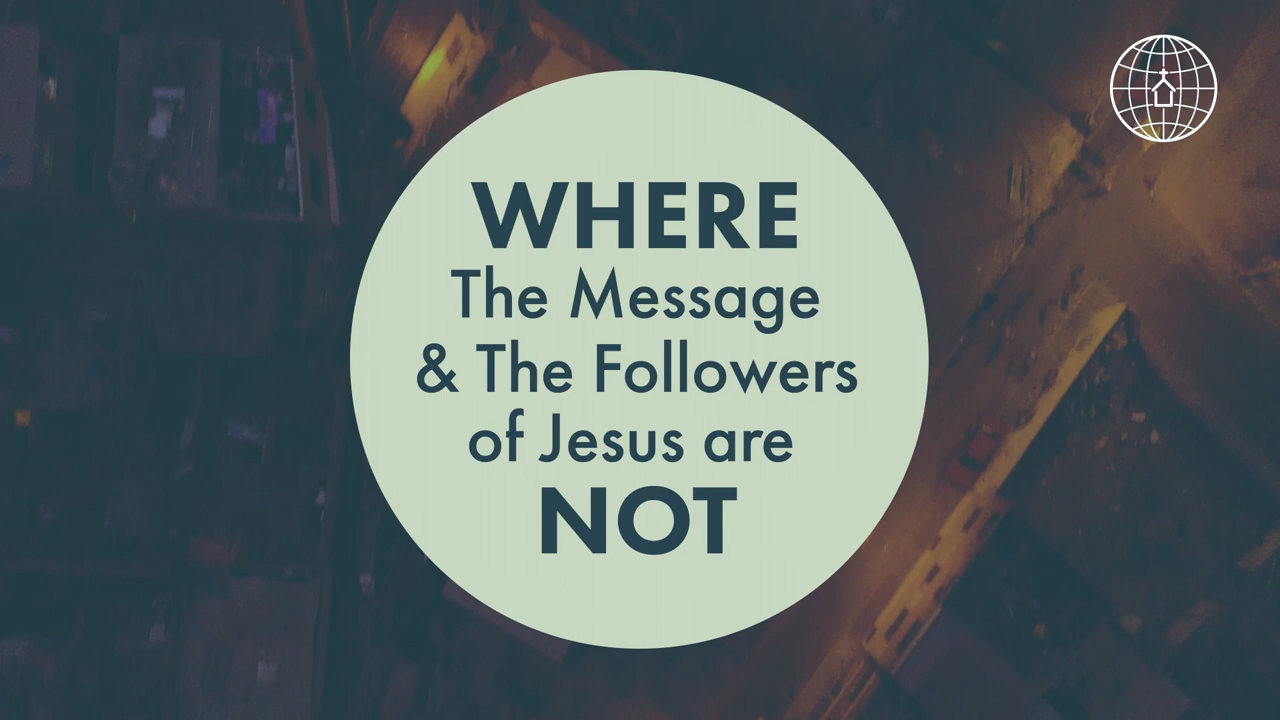 WHERE
The Message
& The Followers
of Jesus are
NOT